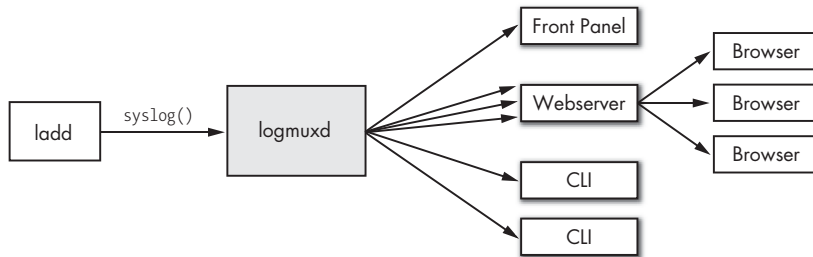 Front Panel
Browser
syslog()
Webserver
Browser
ladd
logmuxd
Browser
CLI
CLI